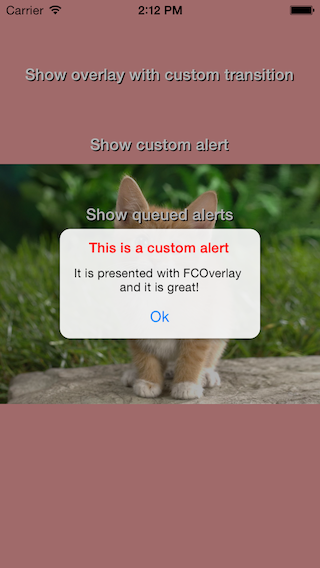 Carrier 2:12 PM
Show overlay with custom transition
Show custom alert
Show queued alerts
This is a custom alert
It is presented with FCOverlay
and it is great!
Ok